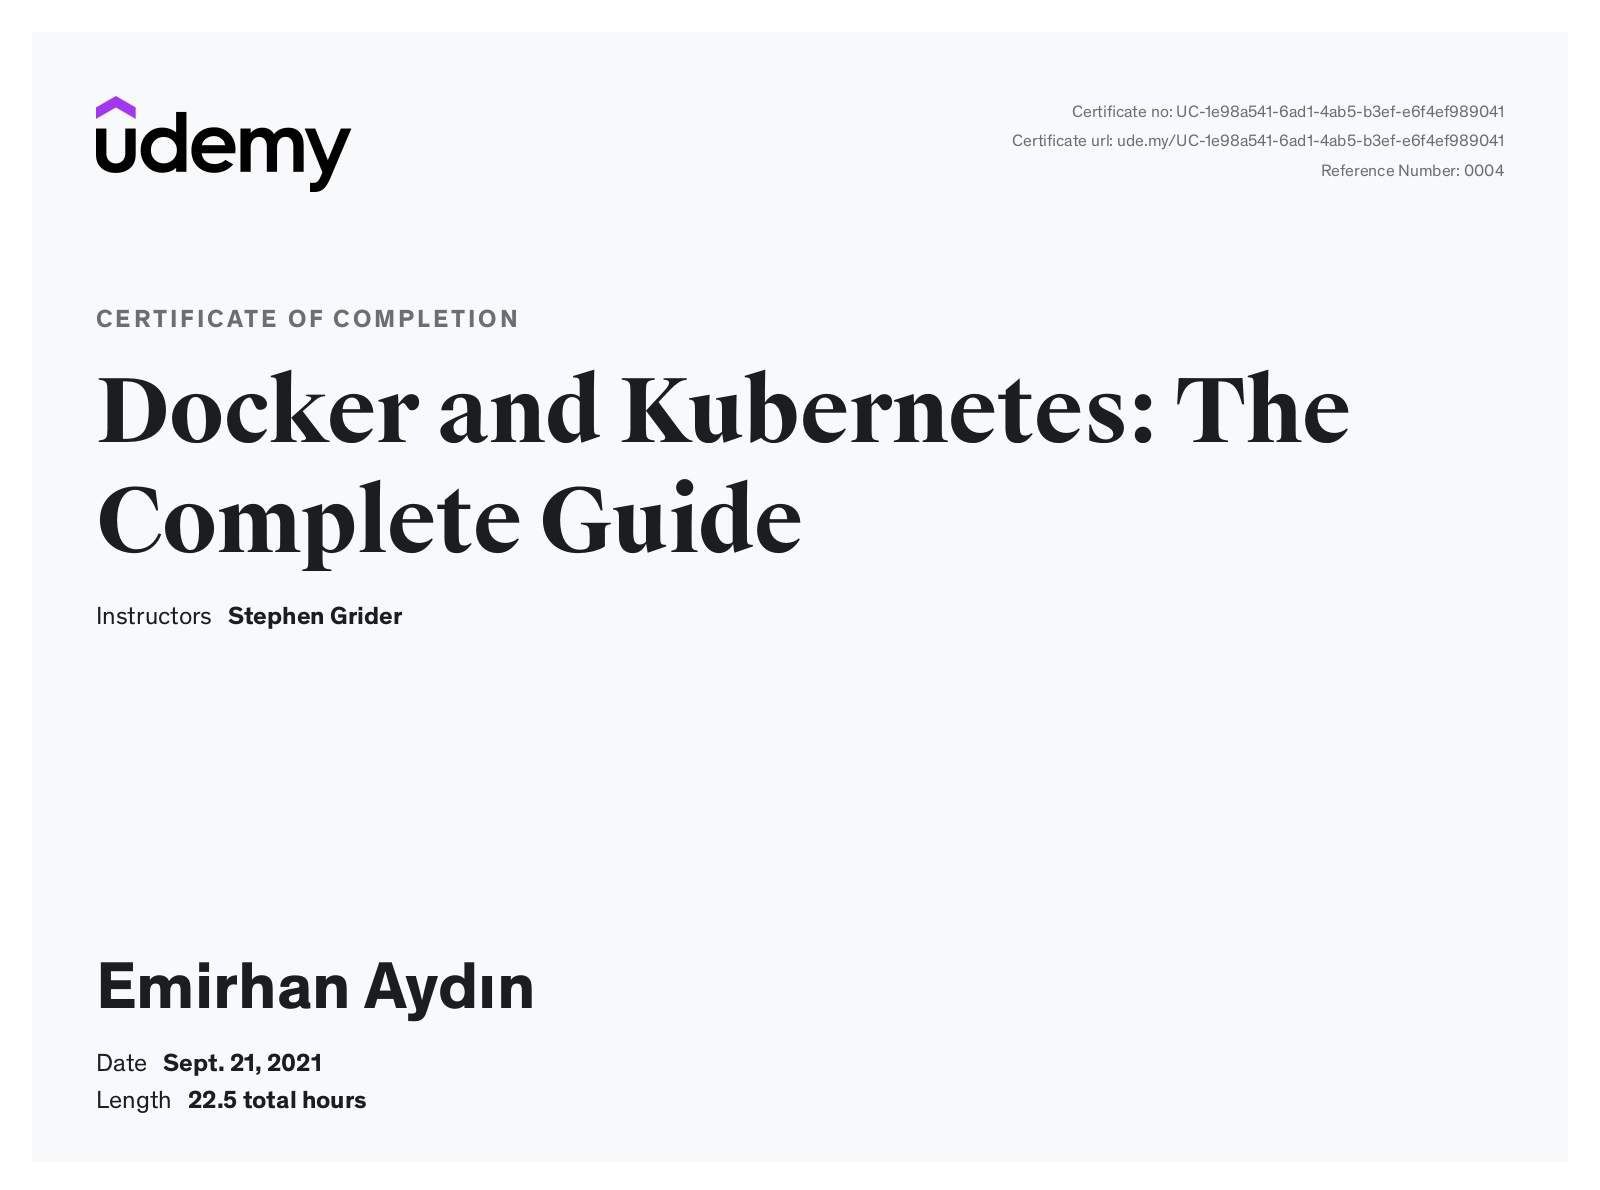 udemy
Certificate no: UC-1e98a541-6ad1-4ab5-b3ef-e6f4ef989041
Certificate url: ude.my/UC-1e98a541-6ad1-4ab5-b3ef-e6f4ef989041
Reference Number: 0004
CERTIFICATE OF COMPLETION
Docker and Kubernetes: The
Complete Guide
Instructors Stephen Grider
Emirhan Aydın
Date Sept. 21, 2021
Length 22.5 total hours